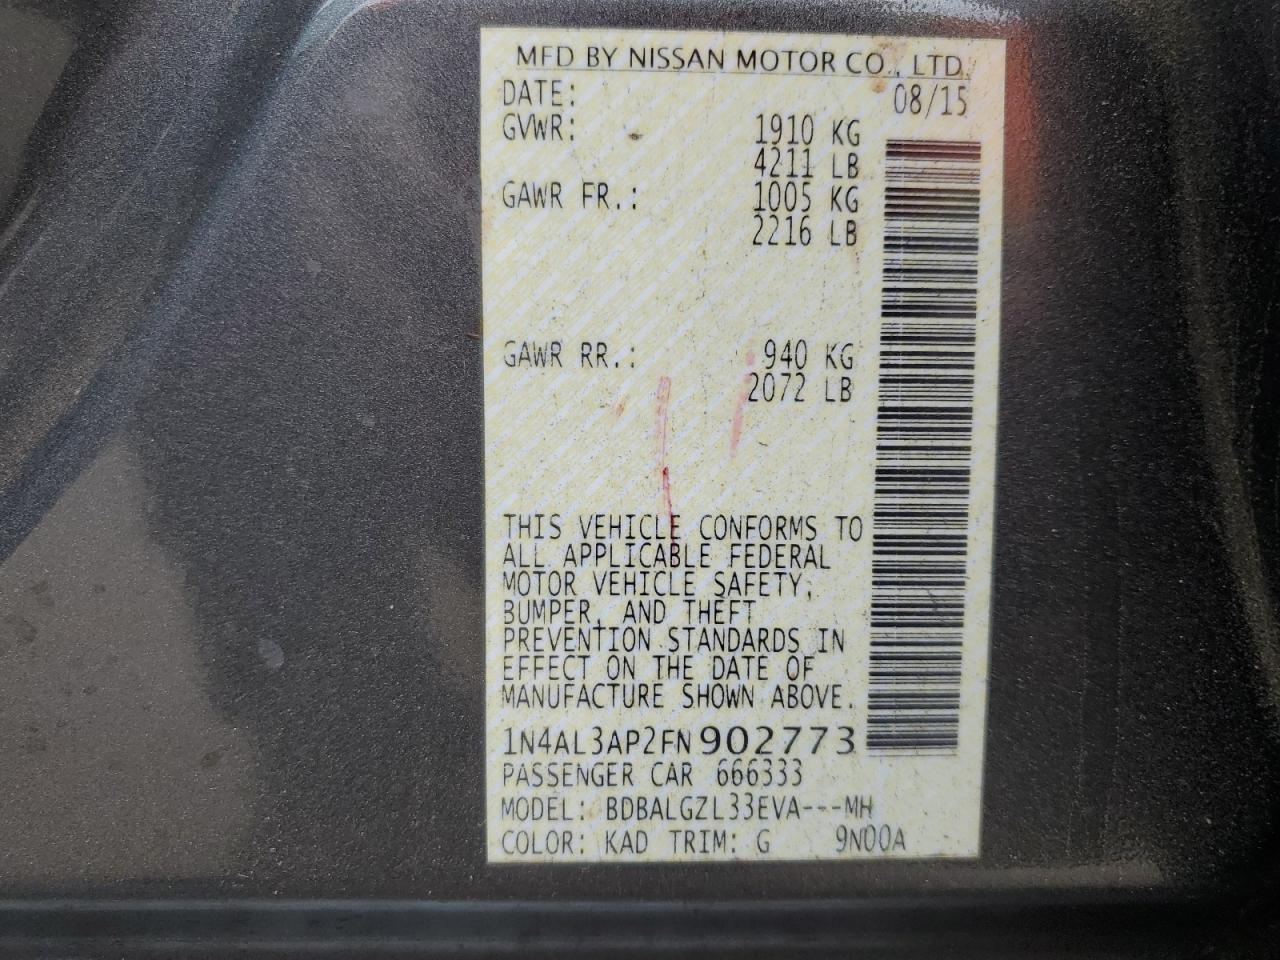 MFD BY NISSAN MOTOR CO., LTD.
DATE: 08/15
GVWR: 1910 KG
4211 LB
GAWR FR.: 1005 KG
2216 LB
GAWR RR.: 940 KG
2072 LB
THIS VEHICLE CONFORMS TO
ALL APPLICABLE FEDERAL
MOTOR VEHICLE SAFETY,
BUMPER, AND THEFT
PREVENTION STANDARDS IN
EFFECT ON THE DATE OF
MANUFACTURE SHOWN ABOVE.
1N4AL3AP2FN902773
PASSENGER CAR 666333
MODEL: BDBALGZL33EVA---MH
COLOR: KAD TRIM: G 9N00A